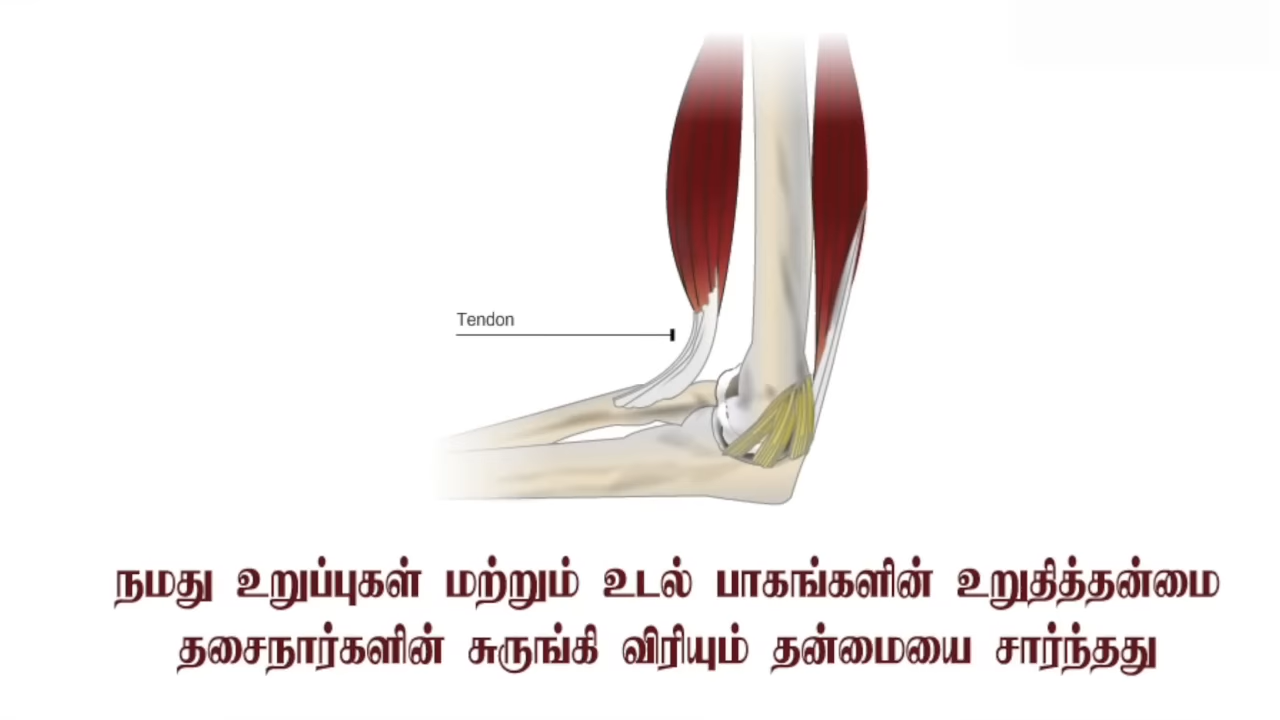 Tendon
நமது உறுப்புகள் மற்றும் உடல் பாகங்களின் உறுதித்தன்மை
தசைநார்களின் சுருங்கி விரியும் தன்மையை சார்ந்தது